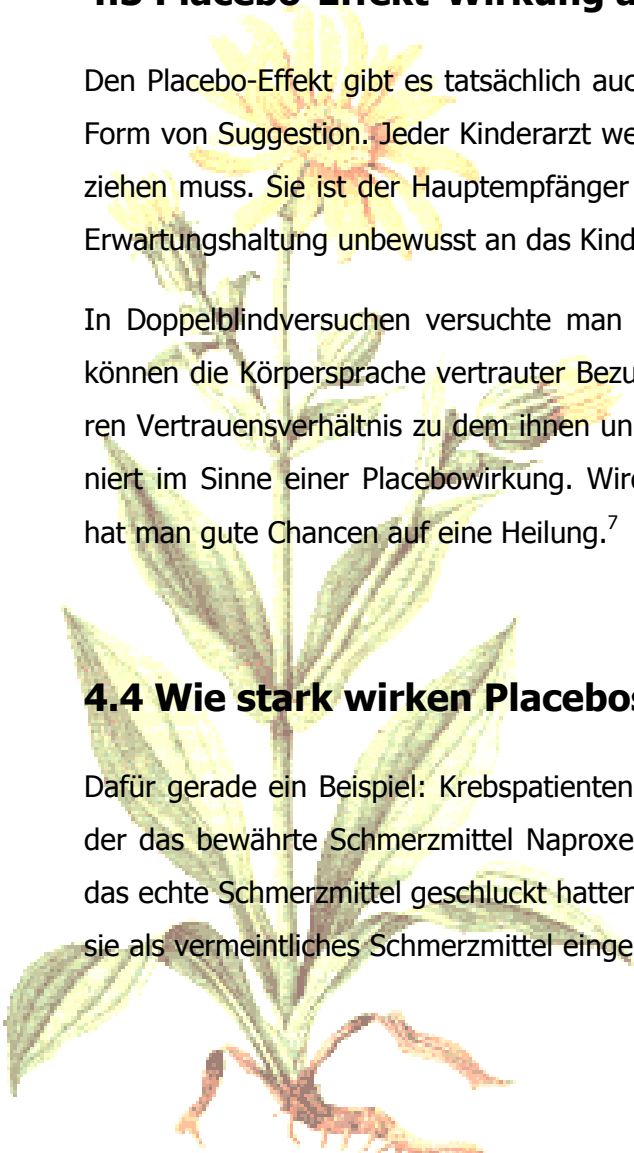 Placebo-Effekt Wirkung
Den Placebo-Effekt gibt es tatsächlich auc
Form von Suggestion. Jeder Kinderarzt we
ziehen muss. Sie ist der Hauptempfänger
Erwartungshaltung unbewusst an das Kind
In Doppelblindversuchen versuchte man
können die Körpersprache vertrauter Bezu
ren Vertrauensverhältnis zu dem ihnen un
niert im Sinne einer Placebowirkung. Wird
hat man gute Chancen auf eine Heilung.7
4.4 Wie stark wirken Placebos
Dafür gerade ein Beispiel: Krebspatienten
der das bewährte Schmerzmittel Naproxe
das echte Schmerzmittel geschluckt hatten
sie als vermeintliches Schmerzmittel einge